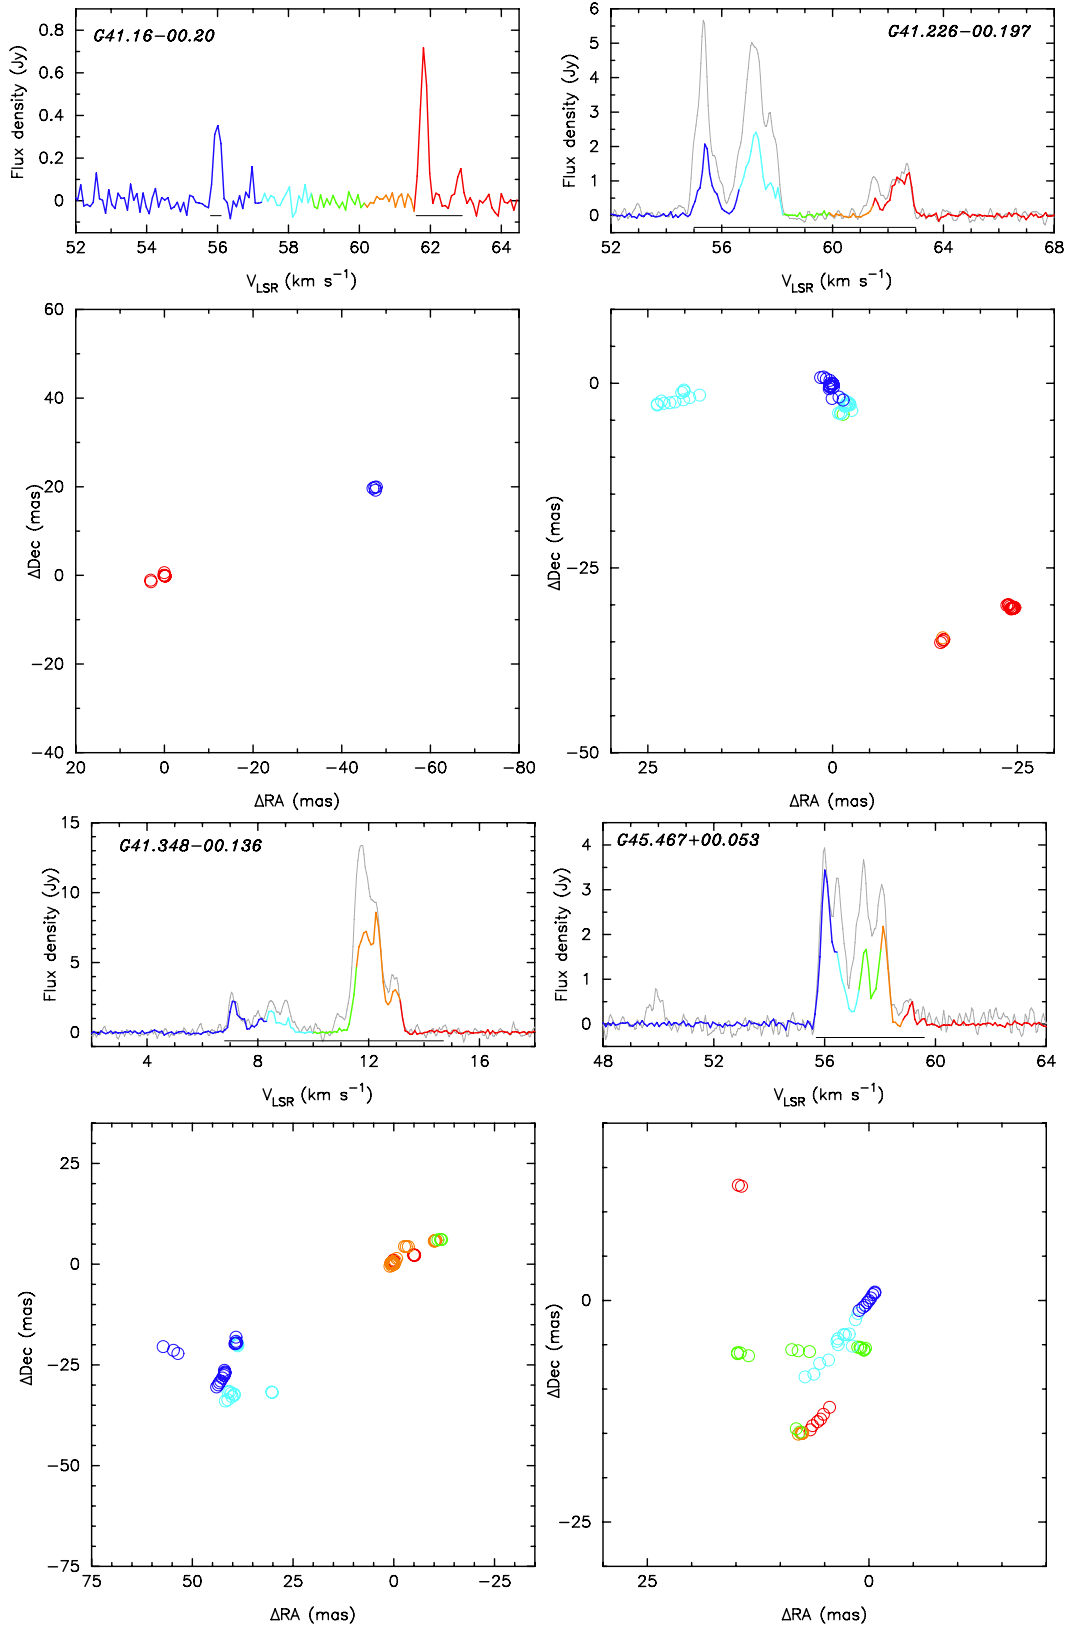 G41.16−00.20
Flux density (Jy)
0.8
0.6
0.4
0.2
0
52 54 56 58 60 62 64
V_LSR (km s⁻¹)
G41.226−00.197
Flux density (Jy)
6
5
4
3
2
1
0
52 56 60 64 68
V_LSR (km s⁻¹)
ΔDec (mas)
60
40
20
0
−20
−40
20 0 −20 −40 −60 −80
ΔRA (mas)
ΔDec (mas)
0
−25
−50
25 0 −25
ΔRA (mas)
G41.348−00.136
Flux density (Jy)
15
10
5
0
4 8 12 16
V_LSR (km s⁻¹)
G45.467+00.053
Flux density (Jy)
4
3
2
1
0
48 52 56 60 64
V_LSR (km s⁻¹)
ΔDec (mas)
25
0
−25
−50
−75
75 50 25 0 −25
ΔRA (mas)
ΔDec (mas)
0
−25
25 0
ΔRA (mas)